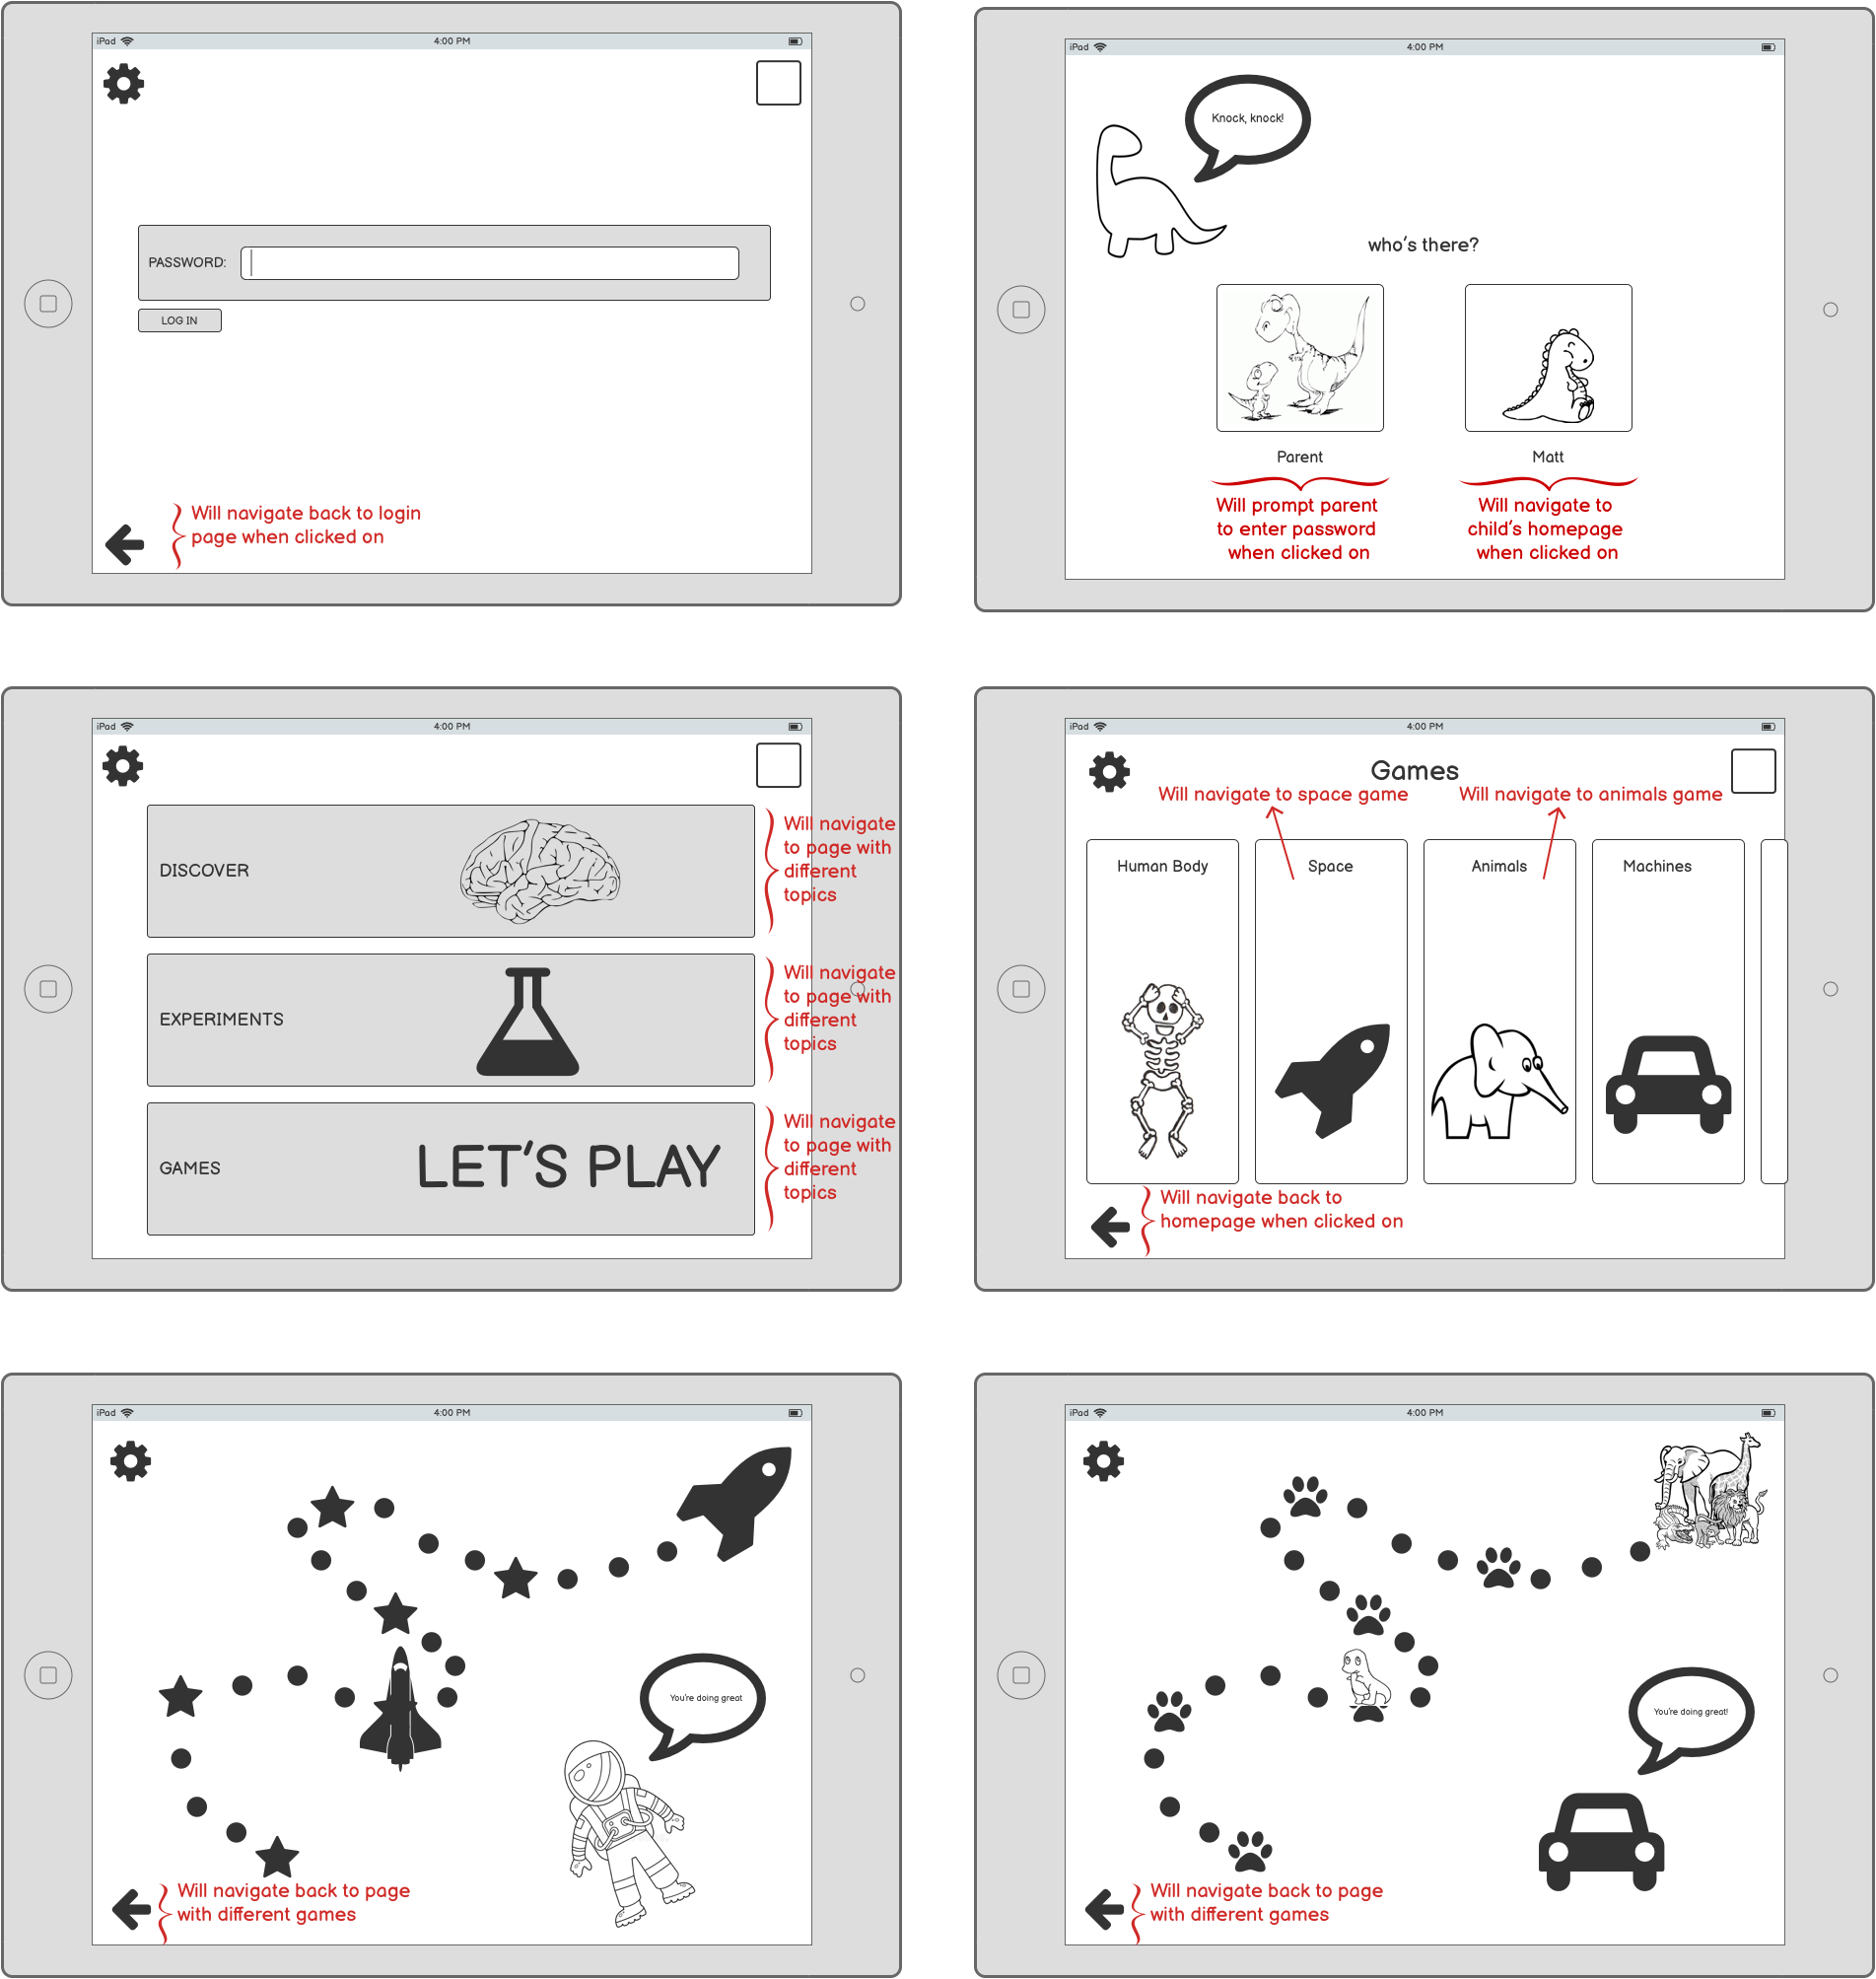 iPad 4:00 PM
PASSWORD:
LOG IN
Will navigate back to login
page when clicked on
iPad 4:00 PM
Knock, knock!
who's there?
Parent
Matt
Will prompt parent
to enter password
when clicked on
Will navigate to
child's homepage
when clicked on
iPad 4:00 PM
DISCOVER
Will navigate
to page with
different
topics
EXPERIMENTS
Will navigate
to page with
different
topics
GAMES
LET'S PLAY
Will navigate
to page with
different
topics
iPad 4:00 PM
Games
Will navigate to space game
Will navigate to animals game
Human Body
Space
Animals
Machines
Will navigate back to
homepage when clicked on
iPad 4:00 PM
You're doing great
Will navigate back to page
with different games
iPad 4:00 PM
You're doing great!
Will navigate back to page
with different games